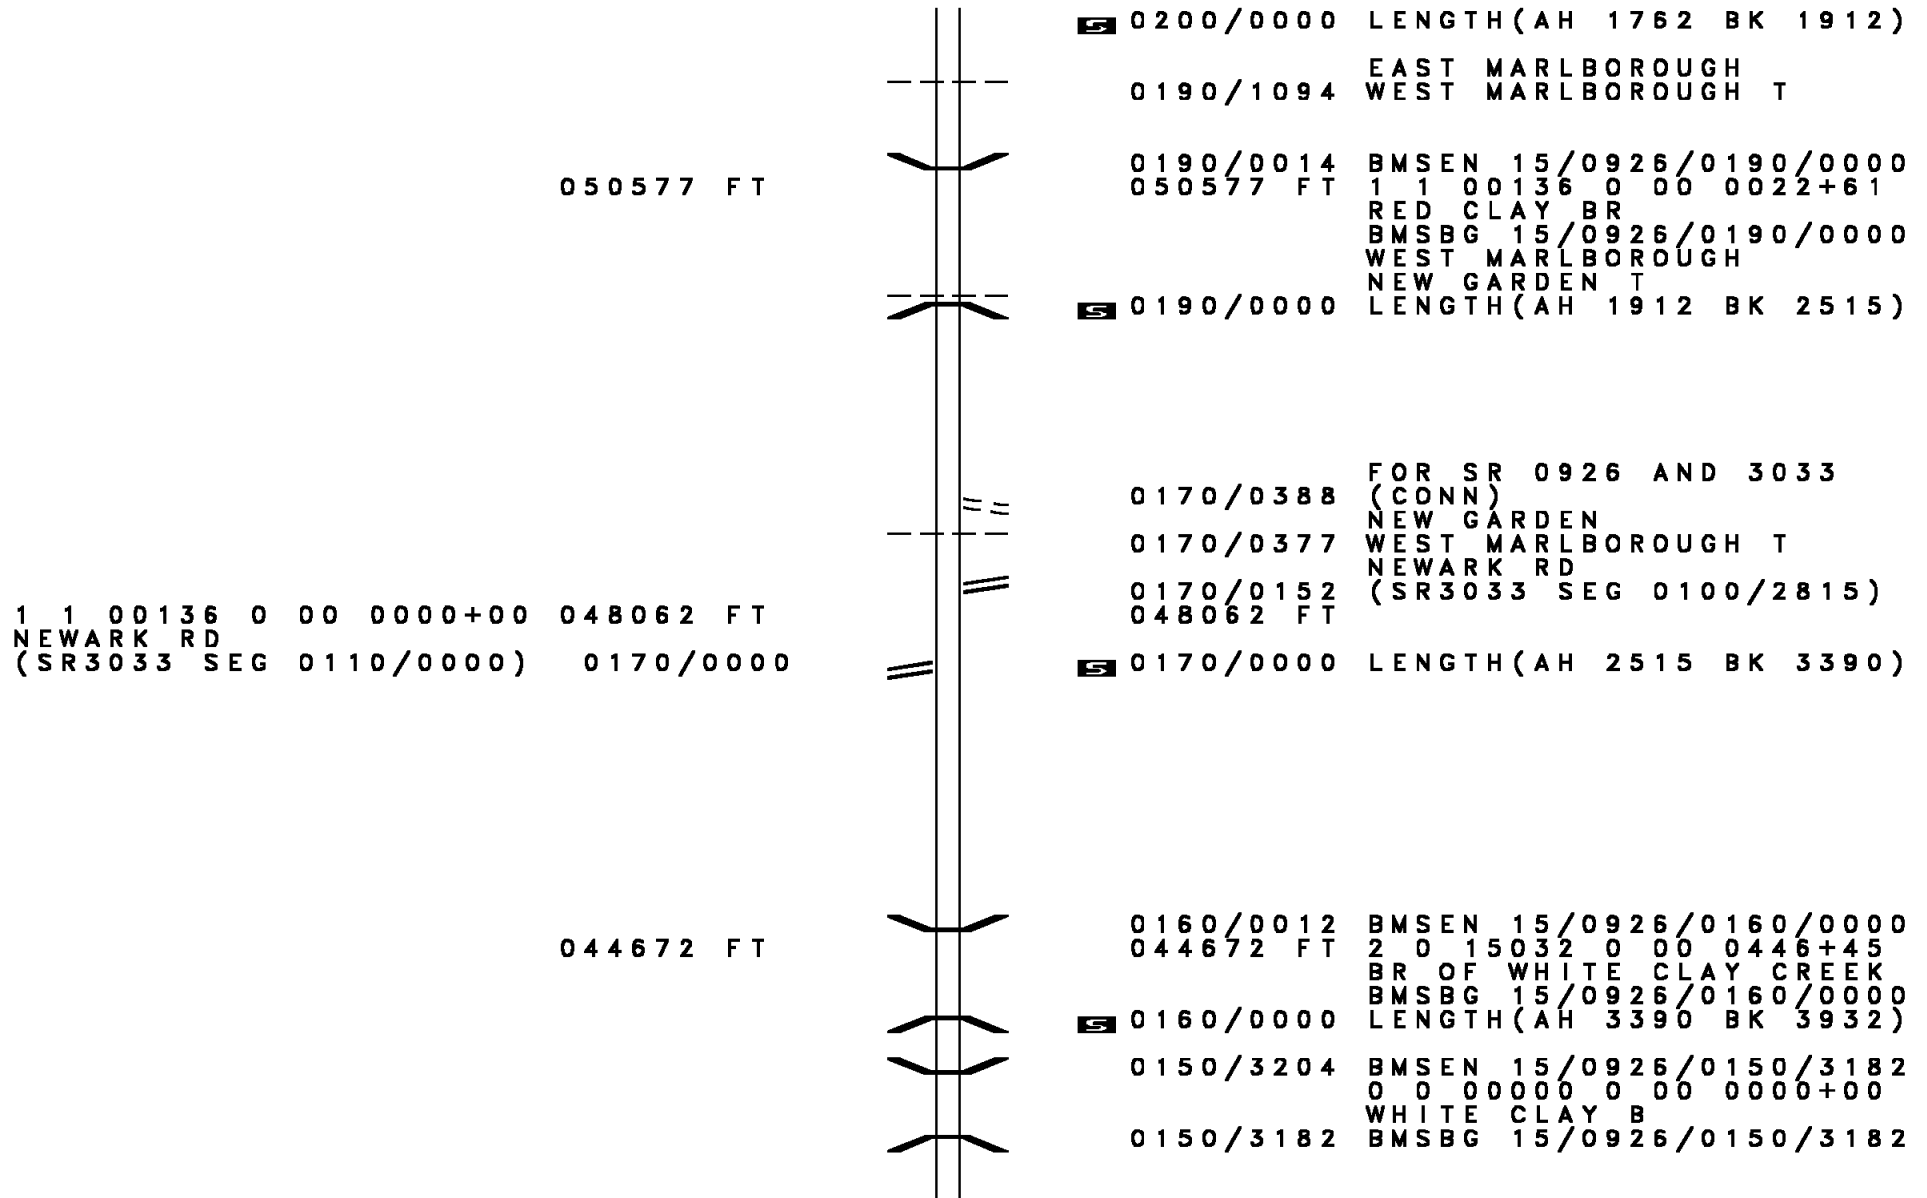 S 0200/0000 LENGTH(AH 1762 BK 1912)
EAST MARLBOROUGH
0190/1094 WEST MARLBOROUGH T
0190/0014 BMSEN 15/0926/0190/0000
050577 FT 050577 FT 1 1 00136 0 00 0022+61
RED CLAY BR
BMSBG 15/0926/0190/0000
WEST MARLBOROUGH
NEW GARDEN T
S 0190/0000 LENGTH(AH 1912 BK 2515)
FOR SR 0926 AND 3033
0170/0388 (CONN)
NEW GARDEN
0170/0377 WEST MARLBOROUGH T
NEWARK RD
0170/0152 (SR3033 SEG 0100/2815)
1 1 00136 0 00 0000+00 048062 FT 048062 FT
NEWARK RD
(SR3033 SEG 0110/0000) 0170/0000 S 0170/0000 LENGTH(AH 2515 BK 3390)
0160/0012 BMSEN 15/0926/0160/0000
044672 FT 044672 FT 2 0 15032 0 00 0446+45
BR OF WHITE CLAY CREEK
BMSBG 15/0926/0160/0000
S 0160/0000 LENGTH(AH 3390 BK 3932)
0150/3204 BMSEN 15/0926/0150/3182
0 0 00000 0 00 0000+00
WHITE CLAY B
0150/3182 BMSBG 15/0926/0150/3182